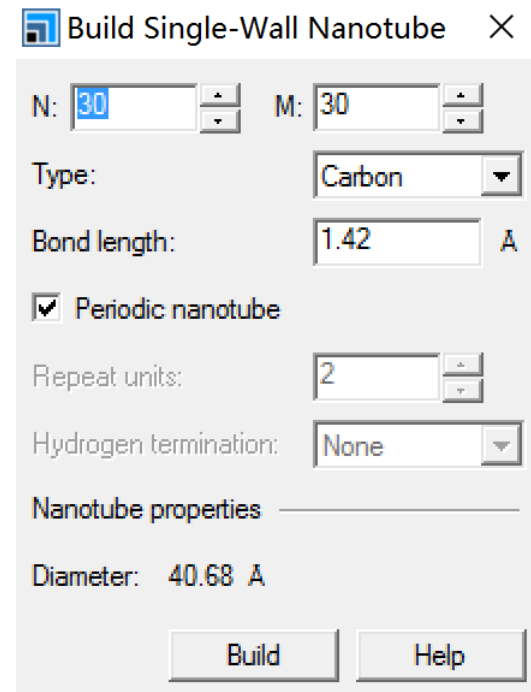 Build Single-Wall Nanotube
N: 30 M: 30
Type: Carbon
Bond length: 1.42 Å
Periodic nanotube
Repeat units: 2
Hydrogen termination: None
Nanotube properties
Diameter: 40.68 Å
Build Help